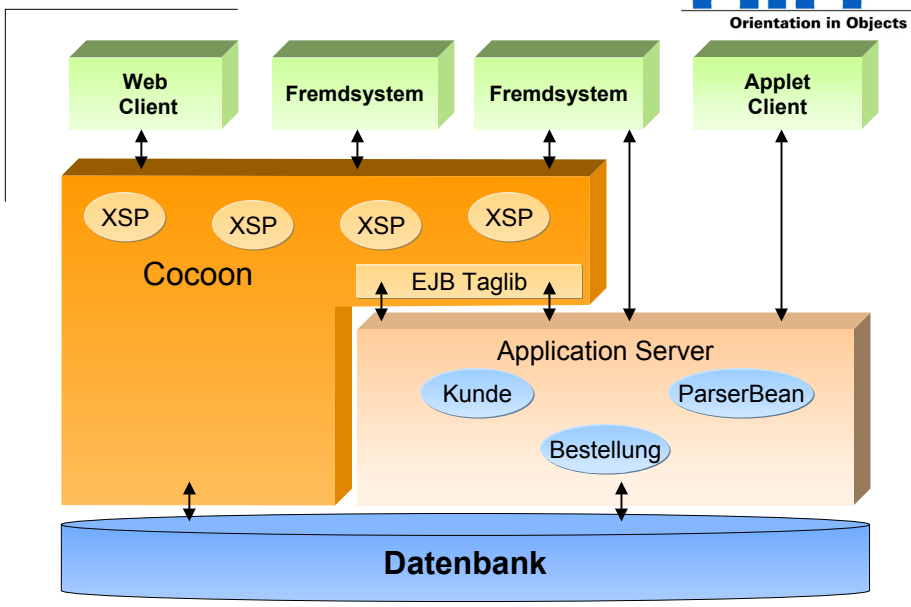 Orientation in Objects
Web
Client
Fremdsystem
Fremdsystem
Applet
Client
XSP
XSP
XSP
XSP
Cocoon
EJB Taglib
Application Server
Kunde
ParserBean
Bestellung
Datenbank